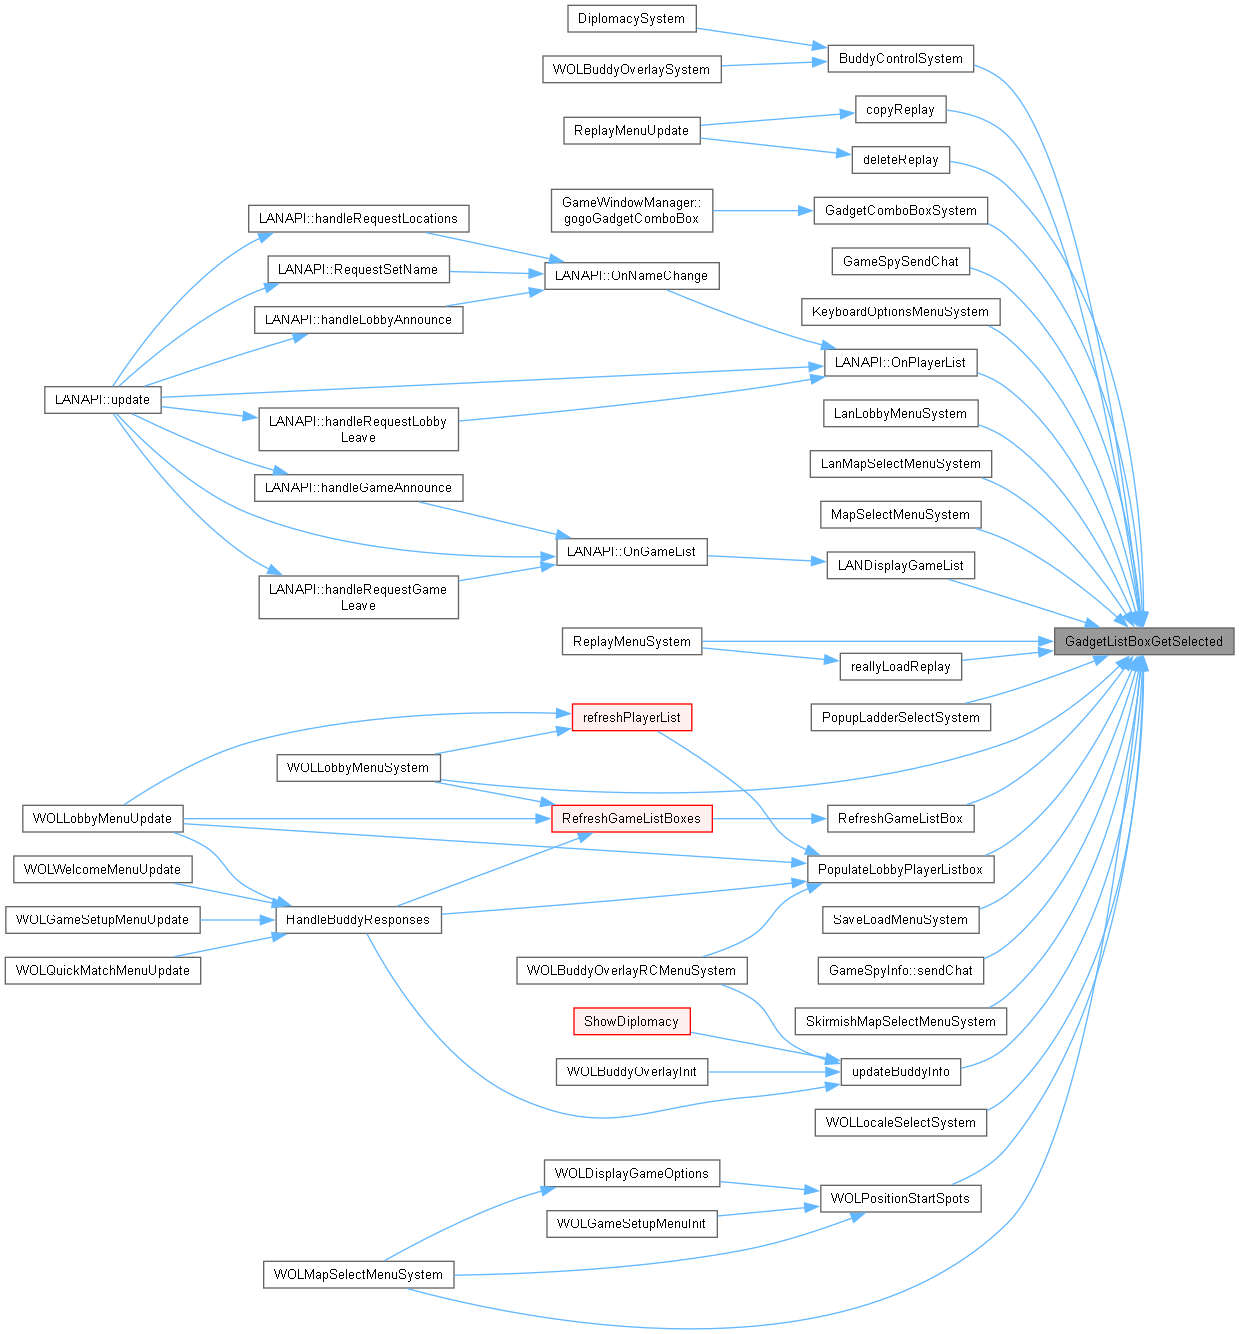 DiplomacySystem
BuddyControlSystem
WOLBuddyOverlaySystem
copyReplay
ReplayMenuUpdate
deleteReplay
GameWindowManager::
gogoGadgetComboBox
GadgetComboBoxSystem
LANAPI::handleRequestLocations
GameSpySendChat
LANAPI::RequestSetName
LANAPI::OnNameChange
KeyboardOptionsMenuSystem
LANAPI::handleLobbyAnnounce
LANAPI::OnPlayerList
LANAPI::update
LanLobbyMenuSystem
LANAPI::handleRequestLobby
Leave
LanMapSelectMenuSystem
LANAPI::handleGameAnnounce
MapSelectMenuSystem
LANAPI::OnGameList
LANDisplayGameList
LANAPI::handleRequestGame
Leave
ReplayMenuSystem
GadgetListBoxGetSelected
reallyLoadReplay
refreshPlayerList
PopupLadderSelectSystem
WOLLobbyMenuSystem
WOLLobbyMenuUpdate
RefreshGameListBoxes
RefreshGameListBox
WOLWelcomeMenuUpdate
PopulateLobbyPlayerListbox
WOLGameSetupMenuUpdate
HandleBuddyResponses
SaveLoadMenuSystem
WOLQuickMatchMenuUpdate
WOLBuddyOverlayRCMenuSystem
GameSpyInfo::sendChat
ShowDiplomacy
SkirmishMapSelectMenuSystem
WOLBuddyOverlayInit
updateBuddyInfo
WOLLocaleSelectSystem
WOLDisplayGameOptions
WOLPositionStartSpots
WOLGameSetupMenuInit
WOLMapSelectMenuSystem